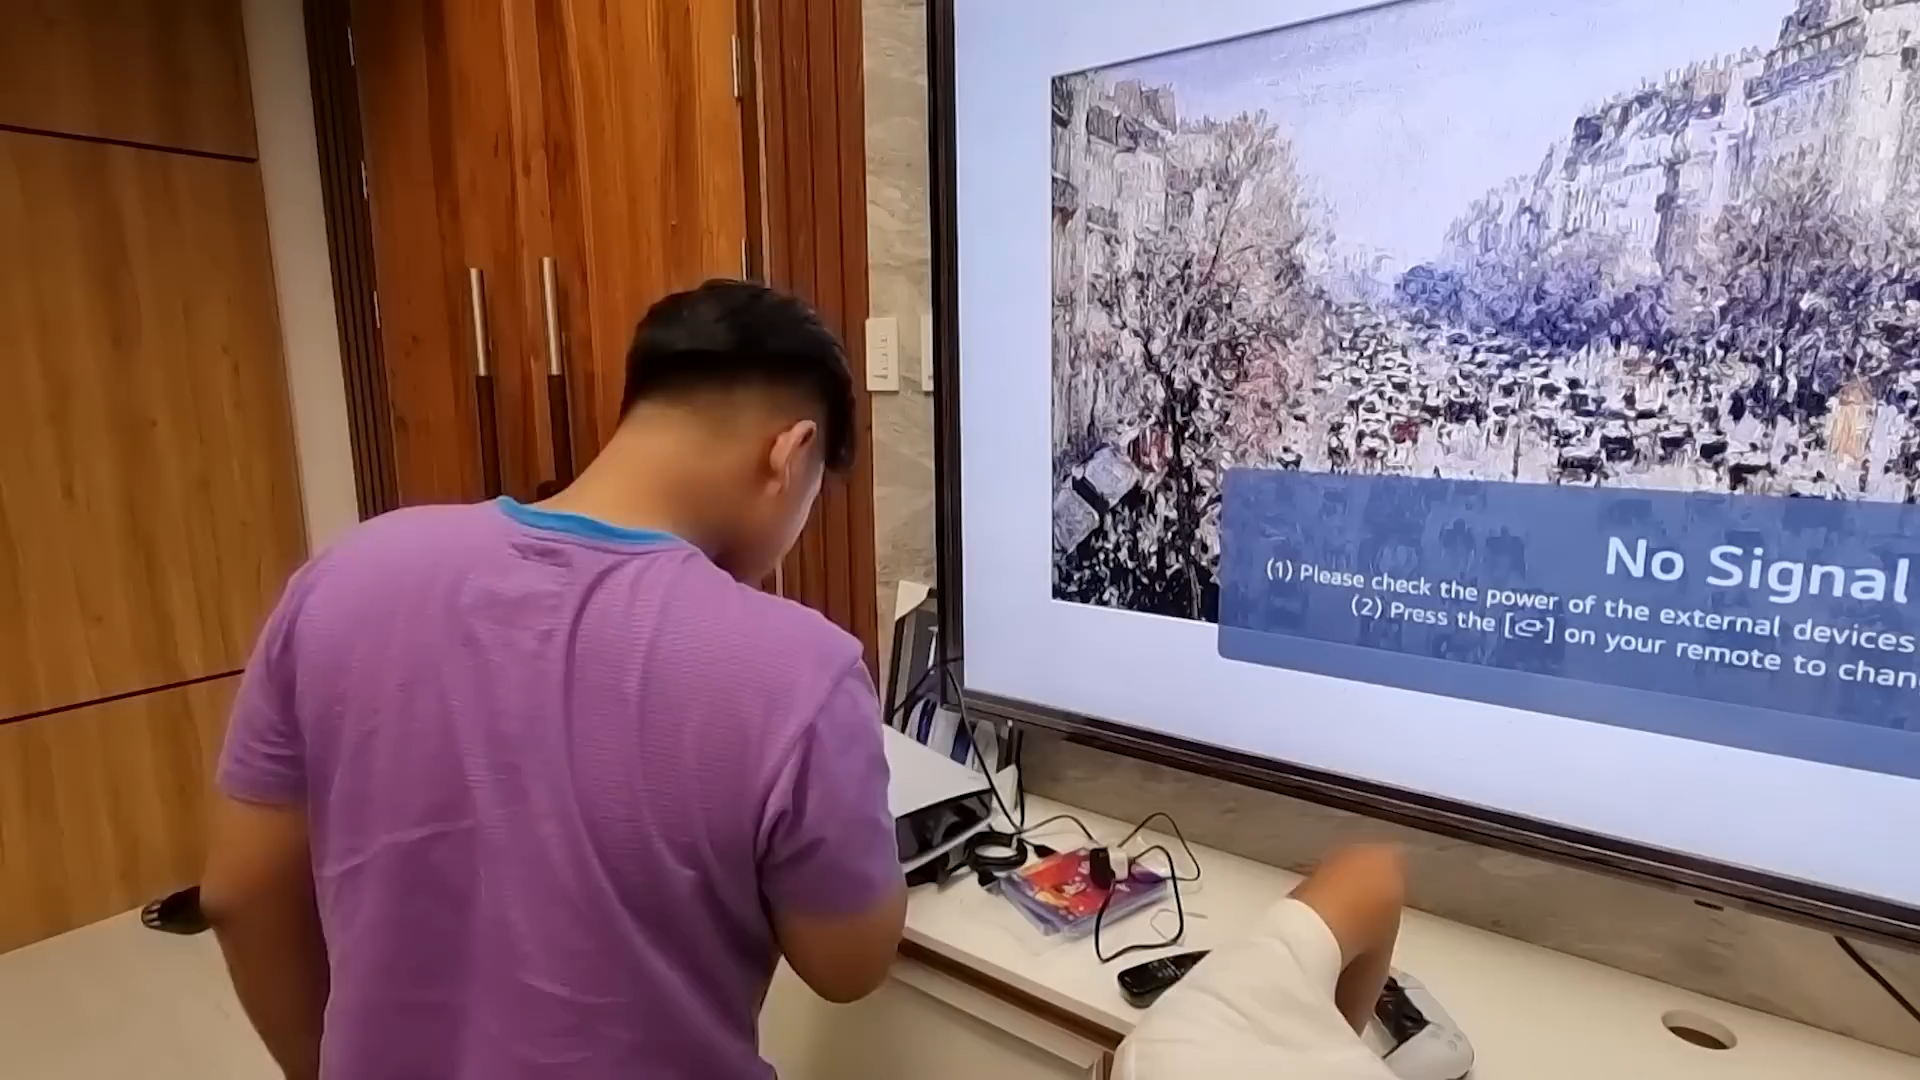 No Signal
(1) Please check the power of the external devices
(2) Press the [ ] on your remote to chan